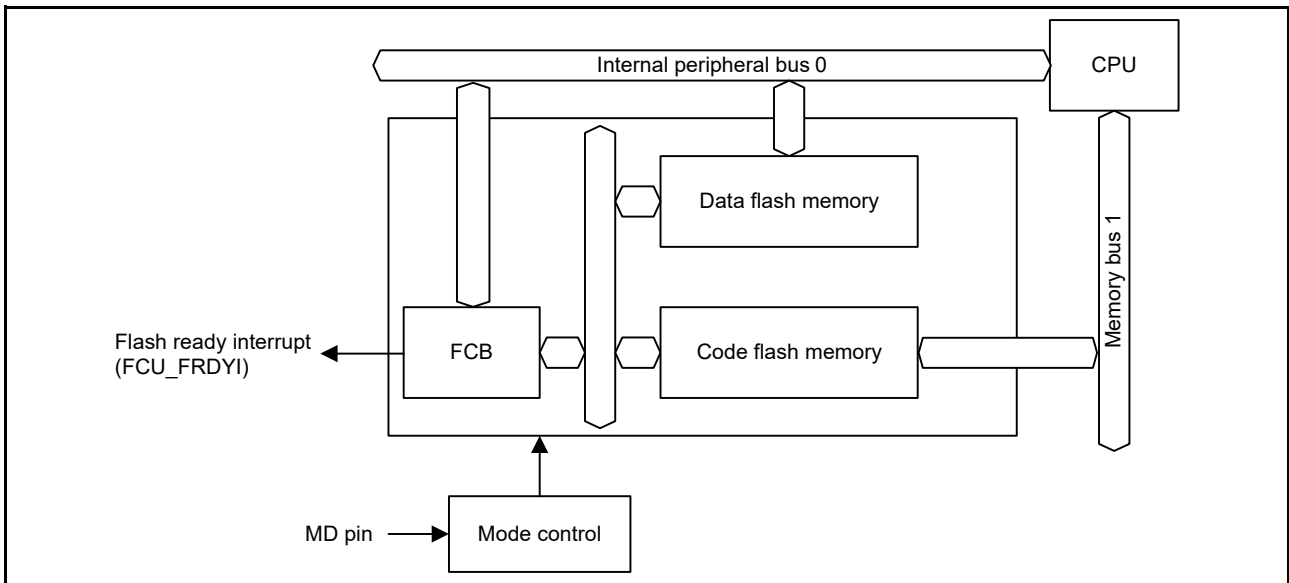 Internal peripheral bus 0
CPU
Data flash memory
Memory bus 1
Flash ready interrupt
(FCU_FRDYI)
FCB
Code flash memory
MD pin
Mode control